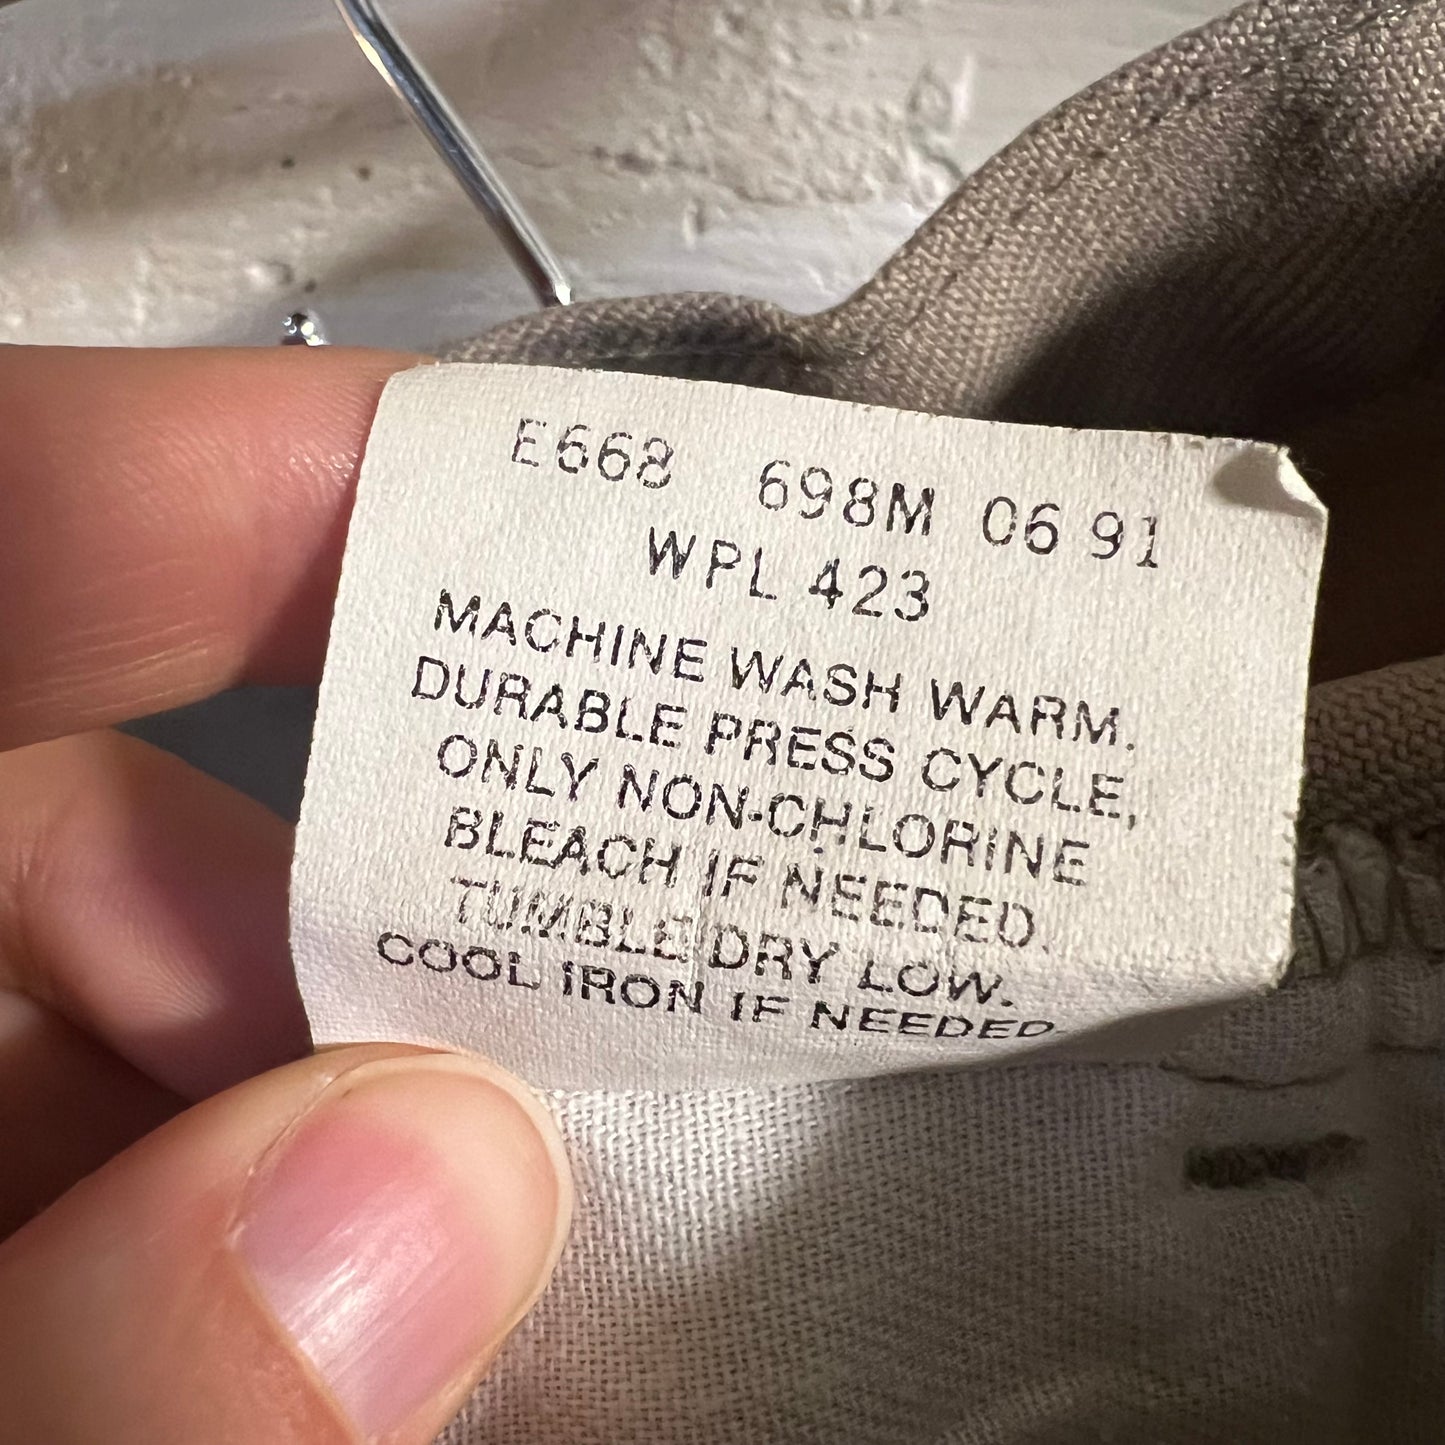 E668 698M 06 91
WPL 423
MACHINE WASH WARM.
DURABLE PRESS CYCLE,
ONLY NON-CHLORINE
BLEACH IF NEEDED.
TUMBLE DRY LOW.
COOL IRON IF NEEDED